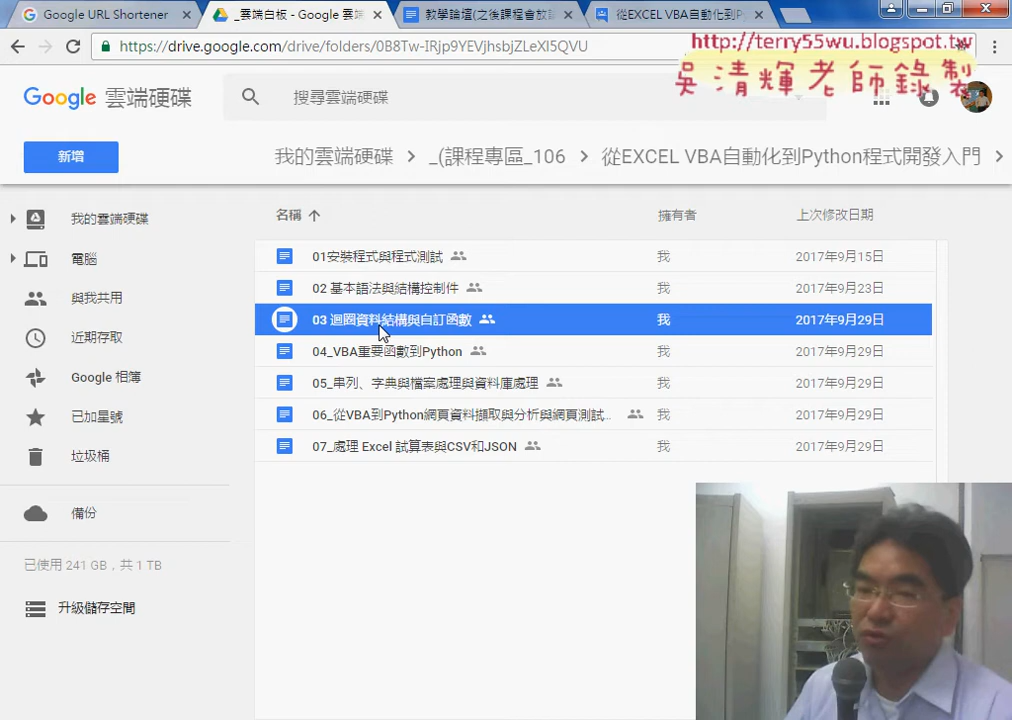 Google URL Shortener
_雲端白板 - Google 雲端
教學論壇(之後課程會放
從EXCEL VBA自動化到P
https://drive.google.com/drive/folders/0B8Tw-IRjp9YEVjhsbjZLeXI5QVU
http://terry55wu.blogspot.tw
吳清輝老師錄製
Google 雲端硬碟
搜尋雲端硬碟
新增
我的雲端硬碟 > _(課程專區_106 > 從EXCEL VBA自動化到Python程式開發入門 >
名稱 ↑ 擁有者 上次修改日期
我的雲端硬碟
電腦
與我共用
近期存取
Google 相簿
已加星號
垃圾桶
備份
已使用 241 GB，共 1 TB
升級儲存空間
01安裝程式與程式測試 我 2017年9月15日
02 基本語法與結構控制件 我 2017年9月23日
03 迴圈資料結構與自訂函數 我 2017年9月29日
04_VBA重要函數到Python 我 2017年9月29日
05_串列、字典與檔案處理與資料庫處理 我 2017年9月29日
06_從VBA到Python網頁資料擷取與分析與網頁測試... 我 2017年9月29日
07_處理 Excel 試算表與CSV和JSON 我 2017年9月29日